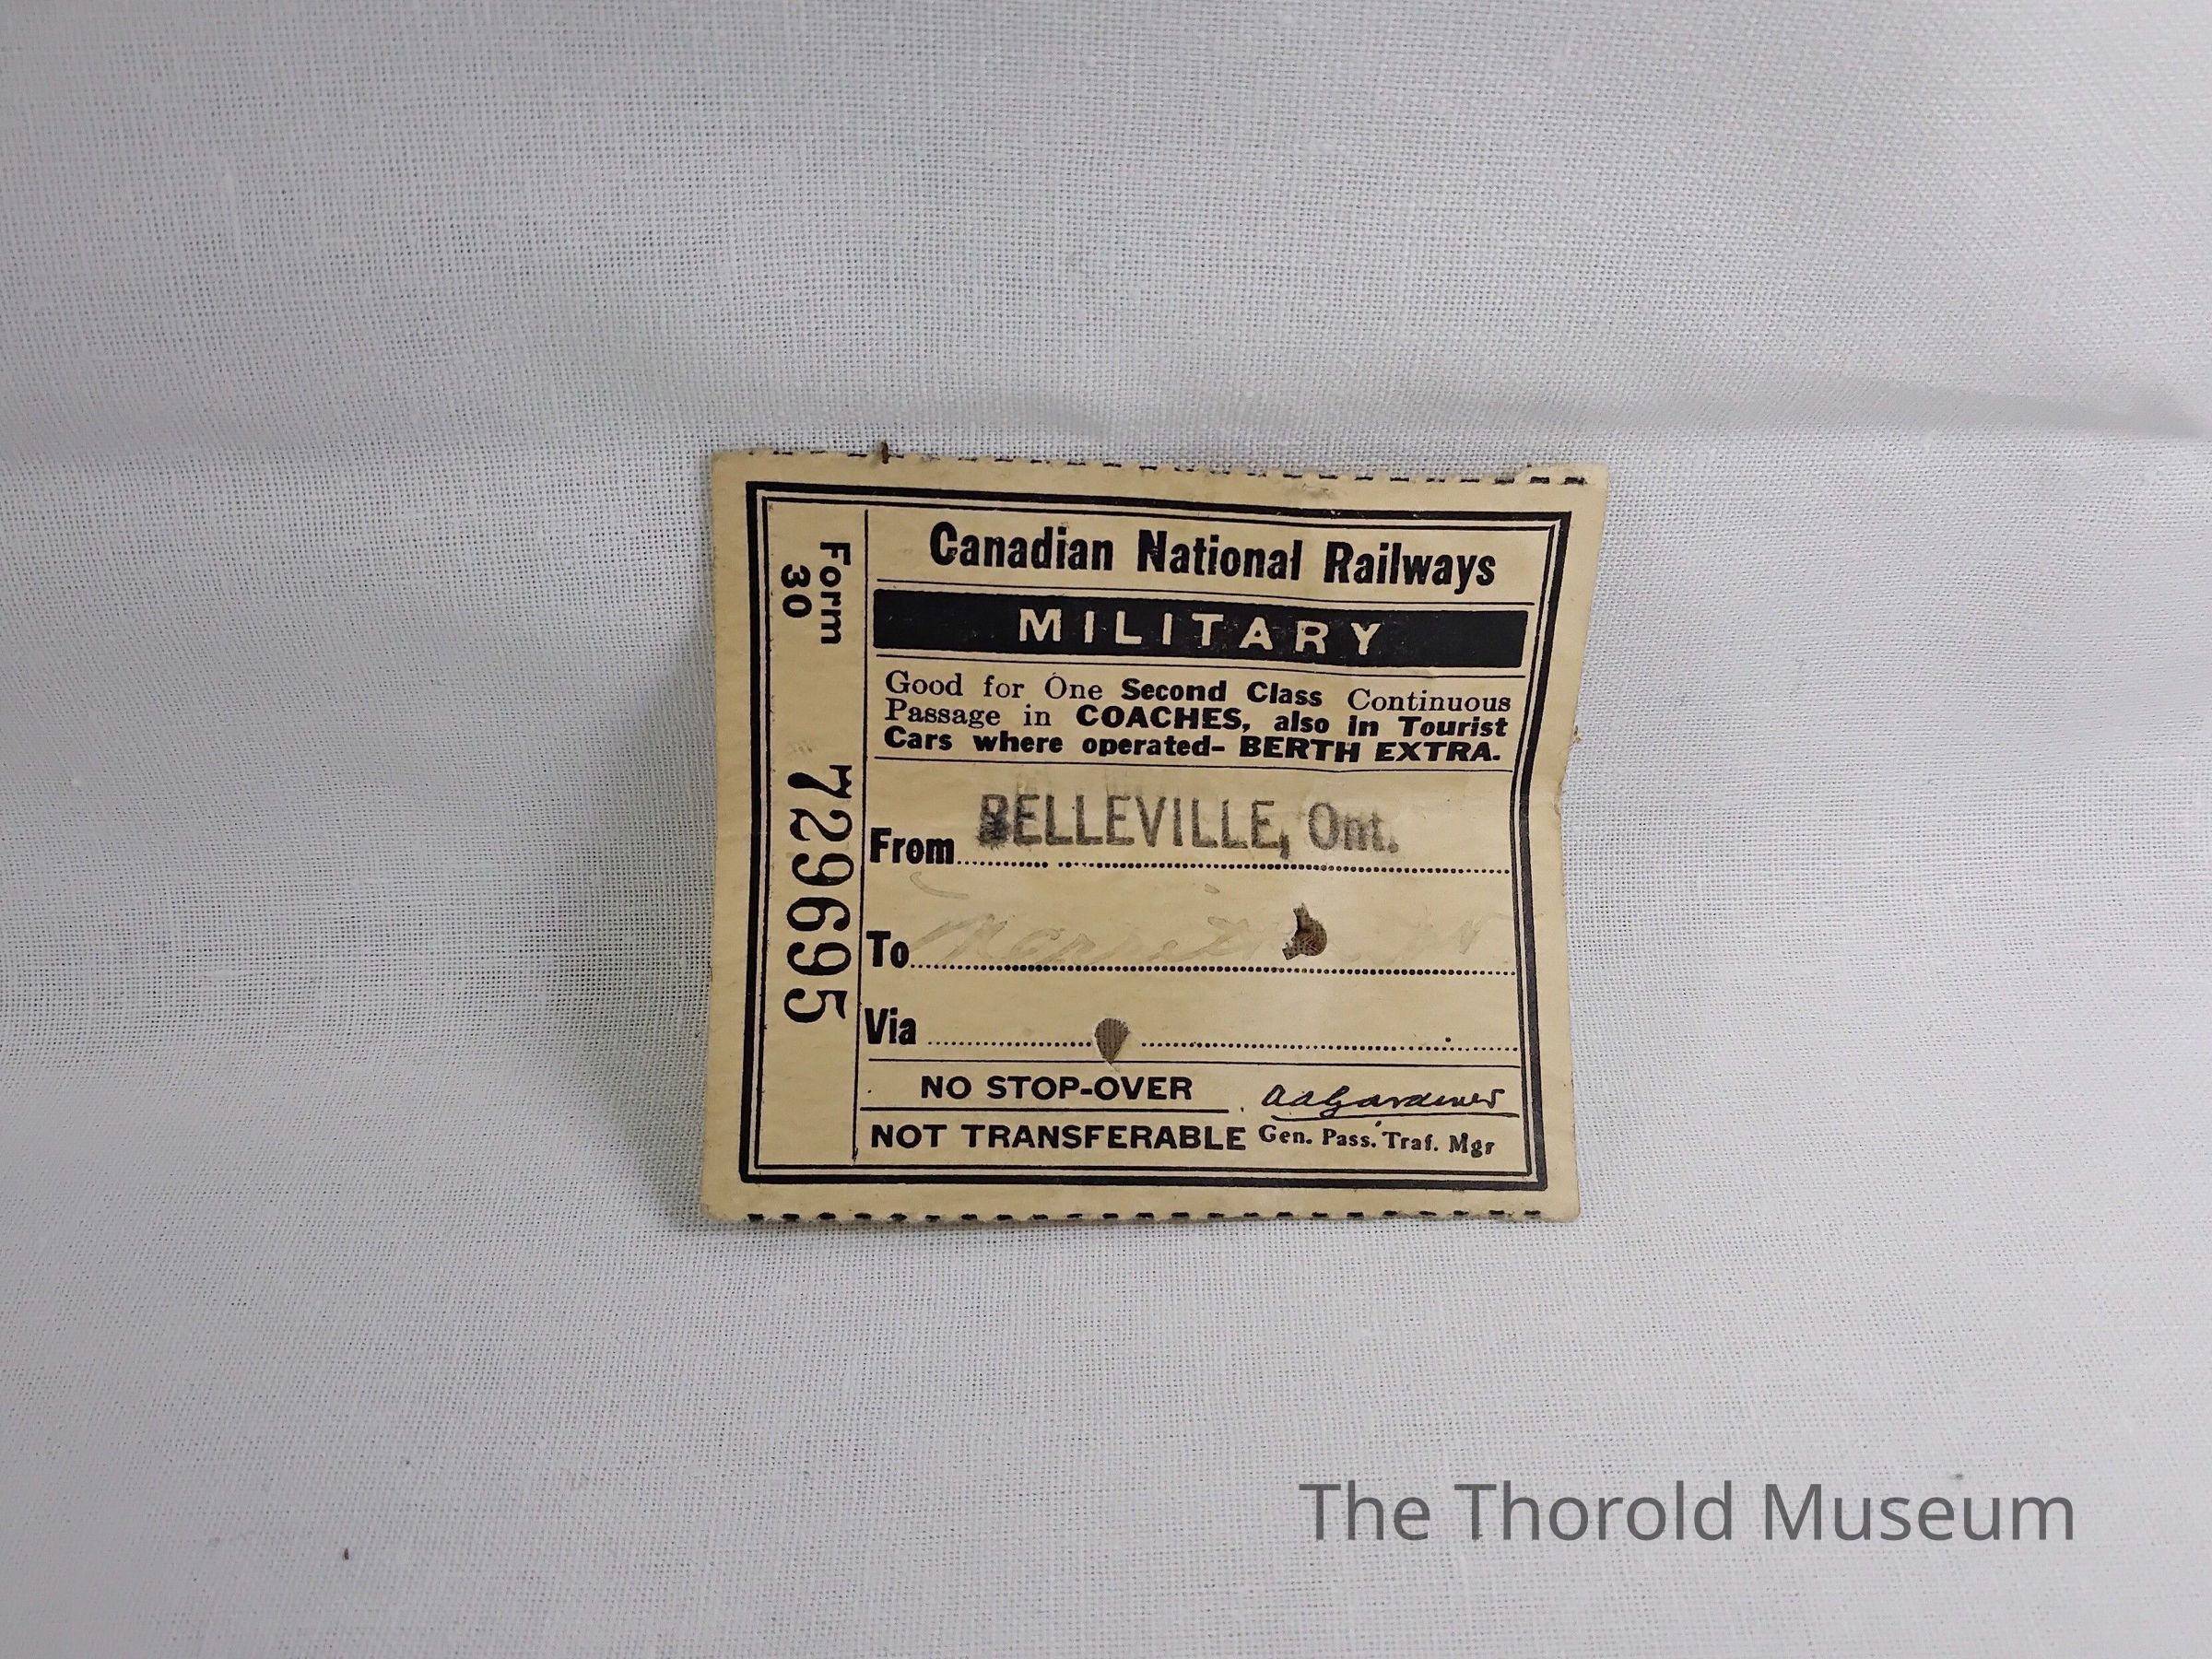 Canadian National Railways
MILITARY
Good for One Second Class Continuous
Passage in COACHES, also in Tourist
Cars where operated- BERTH EXTRA.
From BELLEVILLE, Ont.
To
Via
NO STOP-OVER
NOT TRANSFERABLE
AAGardiner
Gen. Pass. Traf. Mgr
Form
30
729695
The Thorold Museum